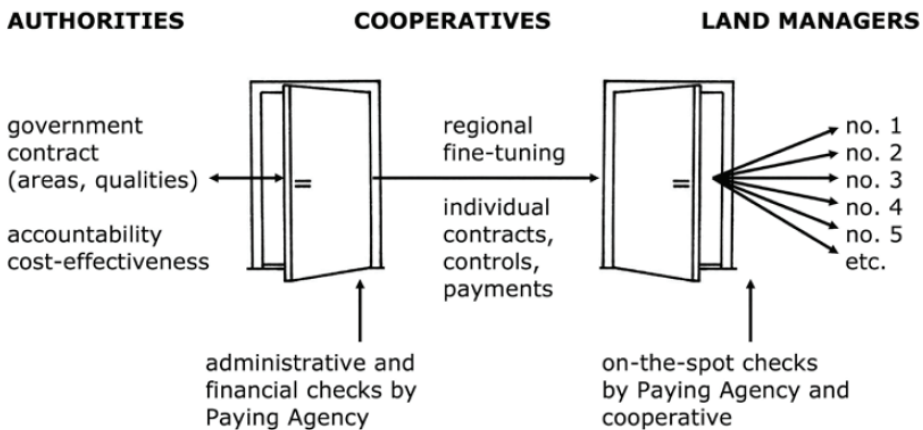 AUTHORITIES
COOPERATIVES
LAND MANAGERS
government
contract
(areas, qualities)
accountability
cost-effectiveness
regional
fine-tuning
individual
contracts,
controls,
payments
no. 1
no. 2
no. 3
no. 4
no. 5
etc.
administrative and
financial checks by
Paying Agency
on-the-spot checks
by Paying Agency and
cooperative